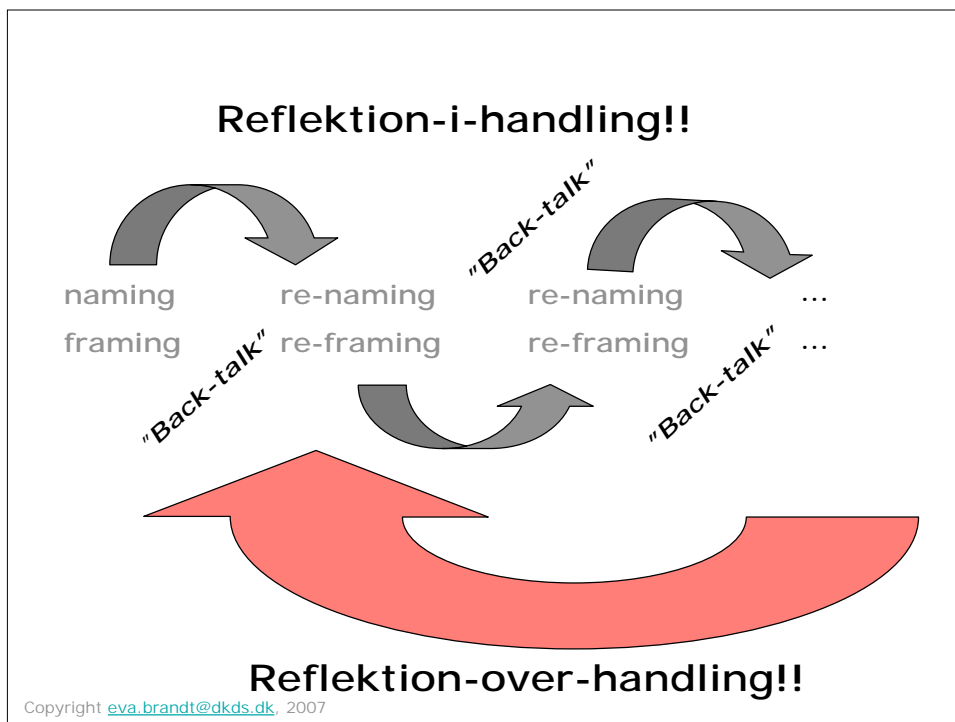 Reflektion-i-handling!!
"Back-talk"
naming re-naming re-naming ...
framing re-framing re-framing ...
"Back-talk" "Back-talk"
Reflektion-over-handling!!
Copyright eva.brandt@dkds.dk, 2007